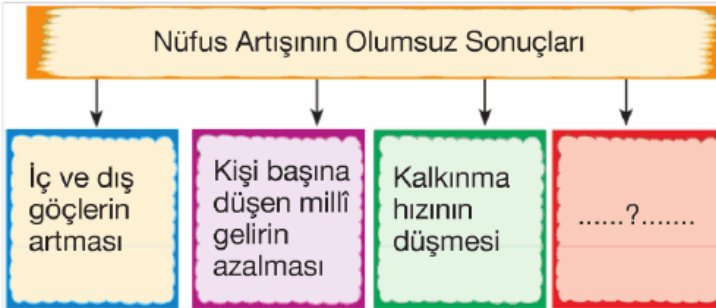 Nüfus Artışının Olumsuz Sonuçları
İç ve dış
göçlerin
artması
Kişi başına
düşen millî
gelirin
azalması
Kalkınma
hızının
düşmesi
......?.......